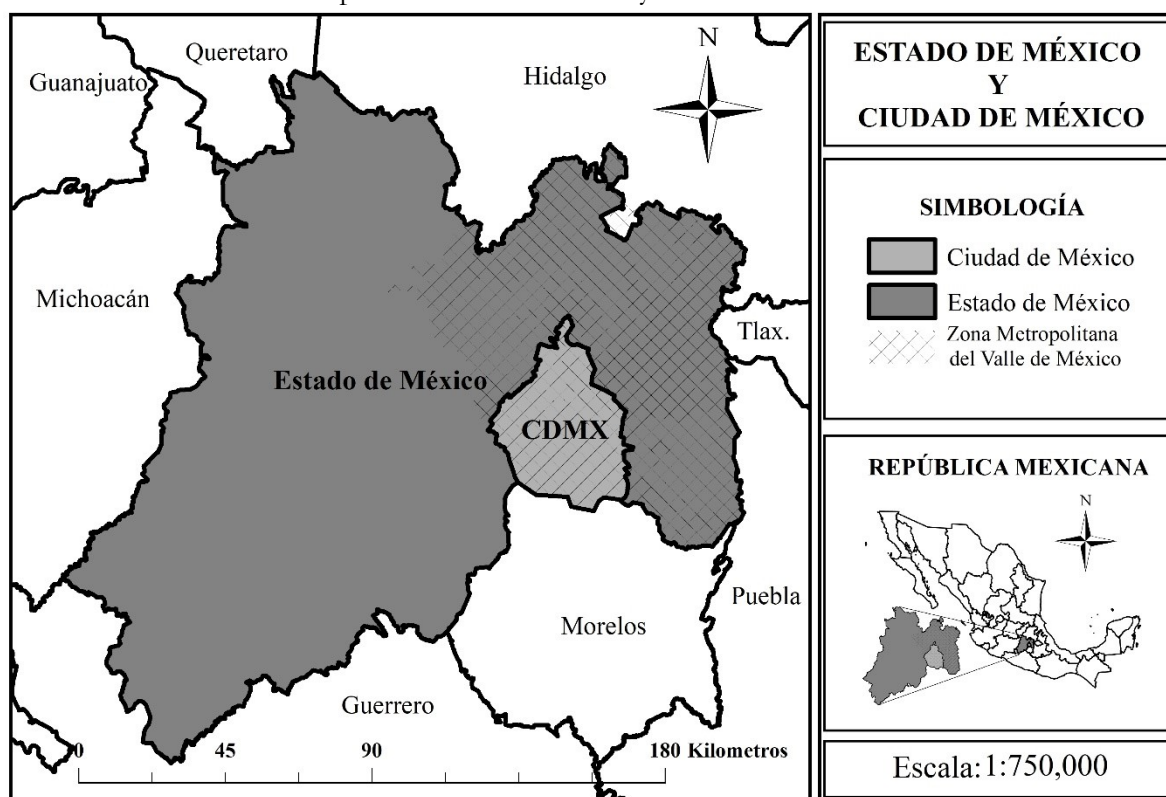 Queretaro
Guanajuato
Hidalgo
N
Michoacán
Tlax.
Estado de México
CDMX
Puebla
Morelos
Guerrero
0 45 90 180 Kilometros
ESTADO DE MÉXICO
Y
CIUDAD DE MÉXICO
SIMBOLOGÍA
Ciudad de México
Estado de México
Zona Metropolitana
del Valle de México
REPÚBLICA MEXICANA
N
Escala: 1:750,000